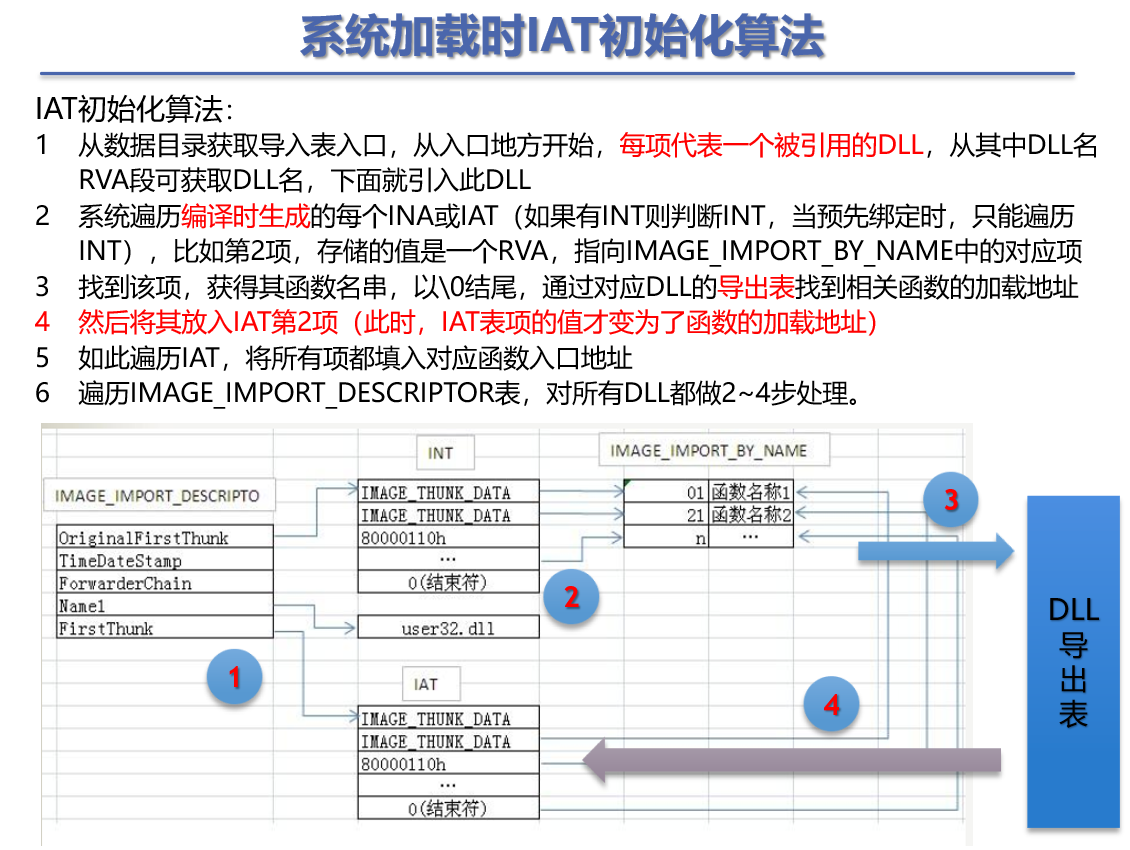 系统加载时IAT初始化算法
IAT初始化算法：
1 从数据目录获取导入表入口，从入口地方开始，每项代表一个被引用的DLL，从其中DLL名
RVA段可获取DLL名，下面就引入此DLL
2 系统遍历编译时生成的每个INA或IAT（如果有INT则判断INT，当预先绑定时，只能遍历
INT），比如第2项，存储的值是一个RVA，指向IMAGE_IMPORT_BY_NAME中的对应项
3 找到该项，获得其函数名串，以\0结尾，通过对应DLL的导出表找到相关函数的加载地址
4 然后将其放入IAT第2项（此时，IAT表项的值才变为了函数的加载地址）
5 如此遍历IAT，将所有项都填入对应函数入口地址
6 遍历IMAGE_IMPORT_DESCRIPTOR表，对所有DLL都做2~4步处理。
IMAGE_IMPORT_DESCRIPTO
OriginalFirstThunk
TimeDateStamp
ForwarderChain
Name1
FirstThunk
1
INT
IMAGE_THUNK_DATA
IMAGE_THUNK_DATA
80000110h
…
0(结束符)
user32.dll
2
IAT
IMAGE_THUNK_DATA
IMAGE_THUNK_DATA
80000110h
…
0(结束符)
IMAGE_IMPORT_BY_NAME
01 函数名称1
21 函数名称2
n …
3
4
DLL
导
出
表